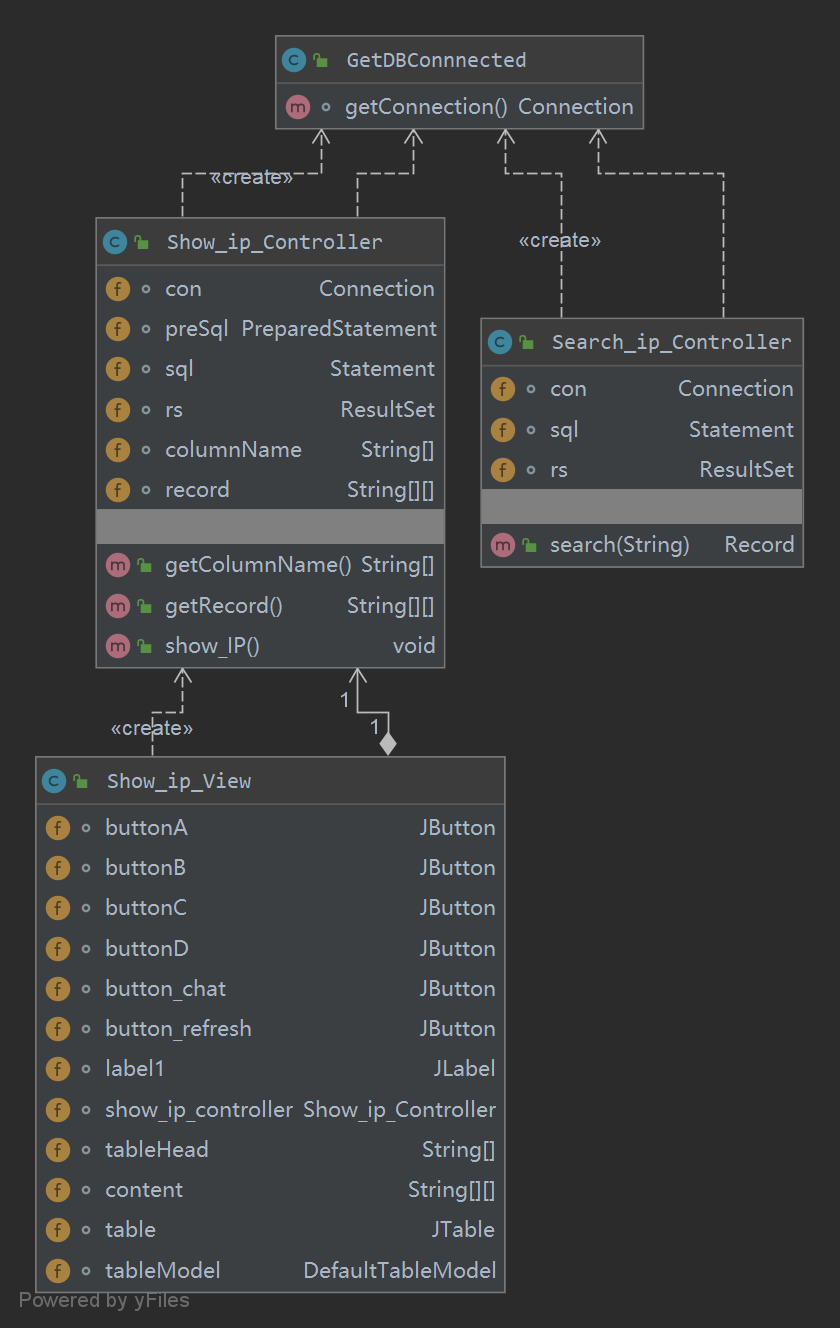 GetDBConnnected
getConnection() Connection
«create»
«create»
Show_ip_Controller
con Connection
preSql PreparedStatement
sql Statement
rs ResultSet
columnName String[]
record String[][]
getColumnName() String[]
getRecord() String[][]
show_IP() void
Search_ip_Controller
con Connection
sql Statement
rs ResultSet
search(String) Record
1
1
«create»
Show_ip_View
buttonA JButton
buttonB JButton
buttonC JButton
buttonD JButton
button_chat JButton
button_refresh JButton
label1 JLabel
show_ip_controller Show_ip_Controller
tableHead String[]
content String[][]
table JTable
tableModel DefaultTableModel
Powered by yFiles